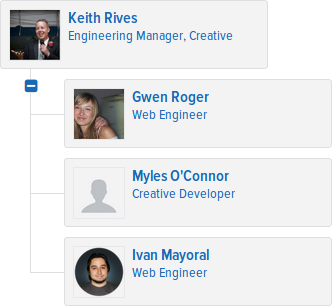 Keith Rives
Engineering Manager, Creative
Gwen Roger
Web Engineer
Myles O'Connor
Creative Developer
Ivan Mayoral
Web Engineer